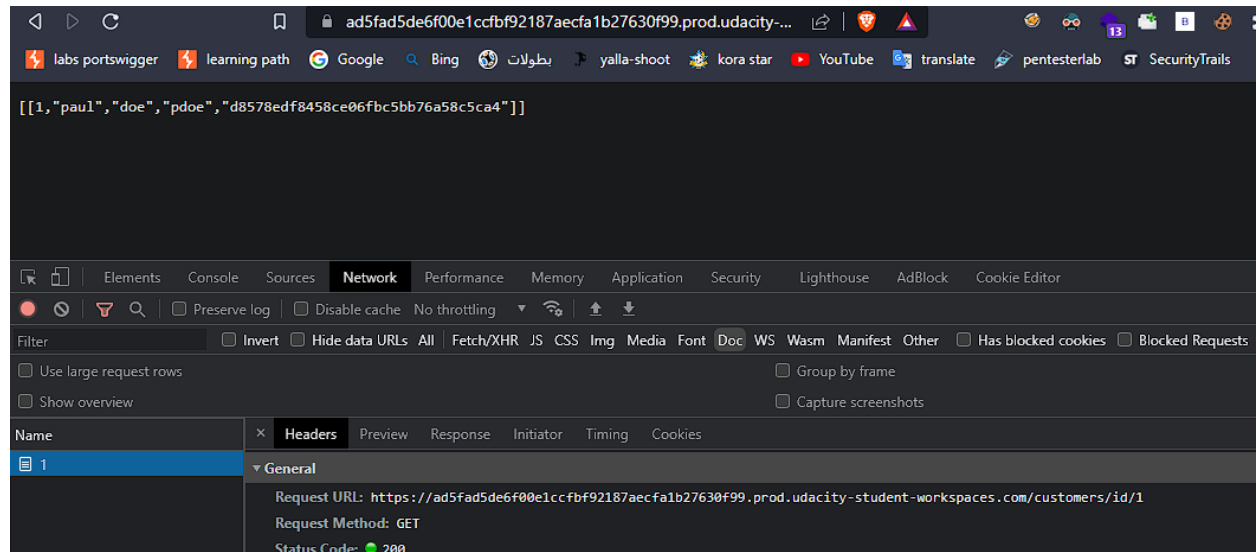 ad5fad5de6f00e1ccfbf92187aecfa1b27630f99.prod.udacity-...
13
B
labs portswigger learning path Google Bing بطولات yalla-shoot kora star YouTube translate pentesterlab ST SecurityTrails
[[1,"paul","doe","pdoe","d8578edf8458ce06fbc5bb76a58c5ca4"]]
Elements Console Sources Network Performance Memory Application Security Lighthouse AdBlock Cookie Editor
Preserve log Disable cache No throttling
Filter Invert Hide data URLs All Fetch/XHR JS CSS Img Media Font Doc WS Wasm Manifest Other Has blocked cookies Blocked Requests
Use large request rows Group by frame
Show overview Capture screenshots
Name × Headers Preview Response Initiator Timing Cookies
1 General
Request URL: https://ad5fad5de6f00e1ccfbf92187aecfa1b27630f99.prod.udacity-student-workspaces.com/customers/id/1
Request Method: GET
Status Code: 200